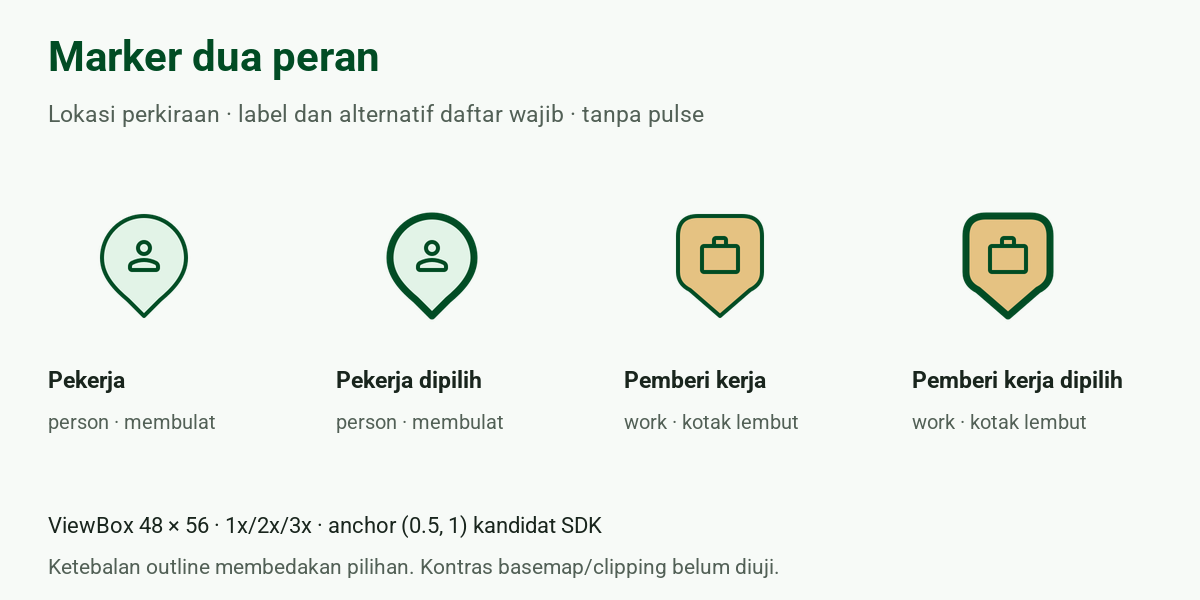 Marker dua peran
Lokasi perkiraan · label dan alternatif daftar wajib · tanpa pulse
Pekerja
person · membulat
Pekerja dipilih
person · membulat
Pemberi kerja
work · kotak lembut
Pemberi kerja dipilih
work · kotak lembut
ViewBox 48 × 56 · 1x/2x/3x · anchor (0.5, 1) kandidat SDK
Ketebalan outline membedakan pilihan. Kontras basemap/clipping belum diuji.